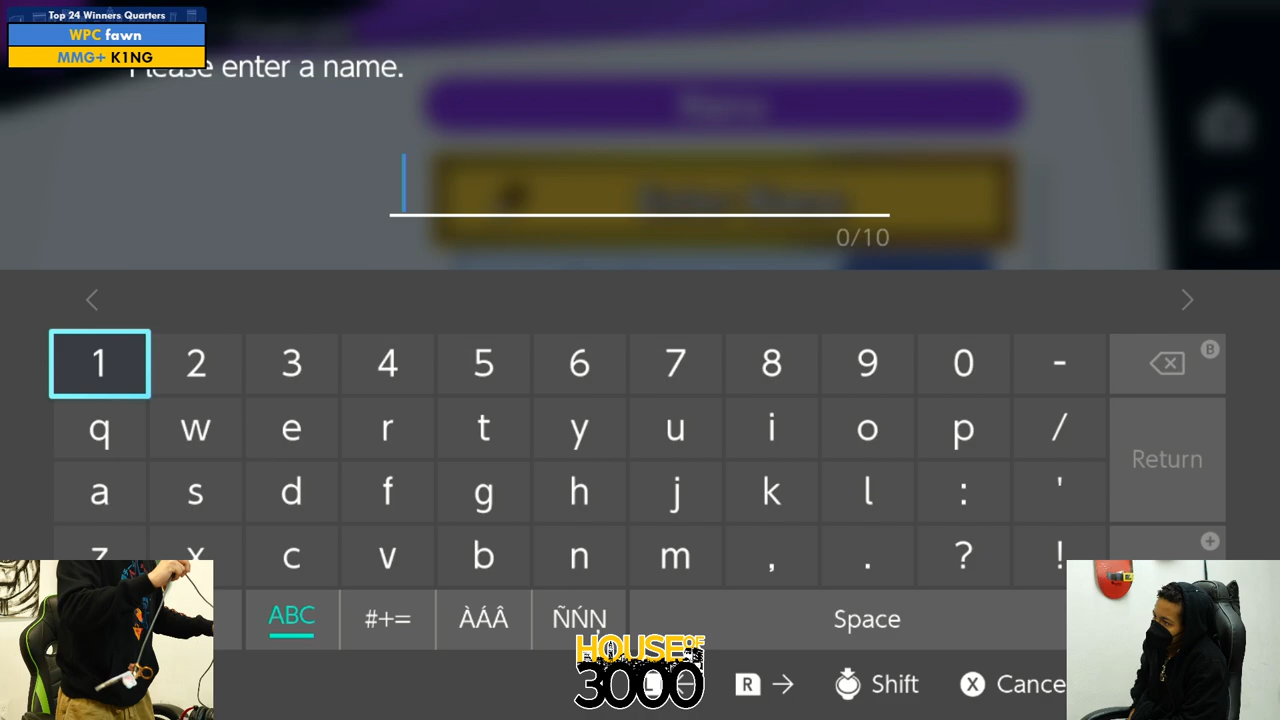 Top 24 Winners Quarters
WPC fawn
MMG+ K1NG
Please enter a name.
0/10
1 2 3 4 5 6 7 8 9 0 -
q w e r t y u i o p /
Return
a s d f g h j k l : '
z x c v b n m , . ? !
ABC #+= ÀÁÂ ÑŃŅ Space
HOUSE OF
3000
R → Shift X Cance